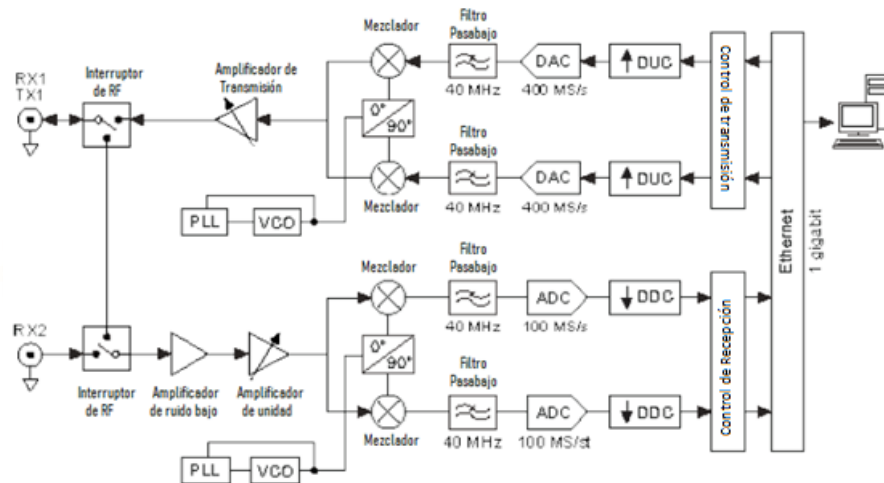 RX1
TX1
Interruptor
de RF
Amplificador de
Transmisión
Mezclador
Filtro
Pasabajo
40 MHz
DAC
400 MS/s
DUC
Control de transmisión
0°
90°
Filtro
Pasabajo
Mezclador
40 MHz
DAC
400 MS/s
DUC
PLL
VCO
Ethernet
1 gigabit
RX2
Interruptor
de RF
Amplificador
de ruido bajo
Amplificador
de unidad
Mezclador
Filtro
Pasabajo
40 MHz
ADC
100 MS/s
DDC
Control de Recepción
0°
90°
Filtro
Pasabajo
Mezclador
40 MHz
ADC
100 MS/st
DDC
PLL
VCO